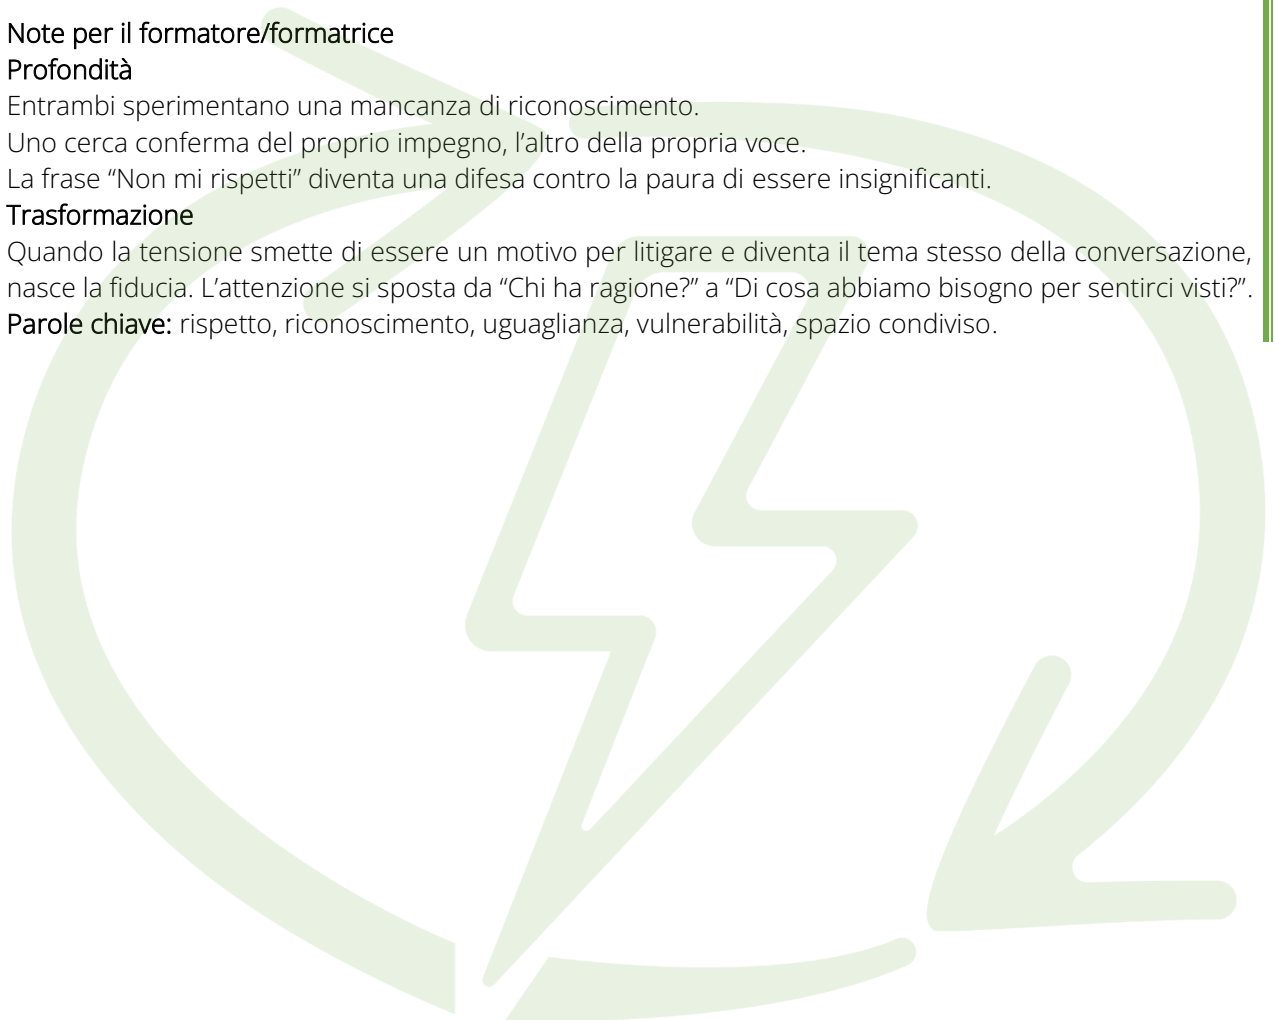 Note per il formatore/formatrice
Profondità
Entrambi sperimentano una mancanza di riconoscimento.
Uno cerca conferma del proprio impegno, l’altro della propria voce.
La frase “Non mi rispetti” diventa una difesa contro la paura di essere insignificanti.
Trasformazione
Quando la tensione smette di essere un motivo per litigare e diventa il tema stesso della conversazione,
nasce la fiducia. L’attenzione si sposta da “Chi ha ragione?” a “Di cosa abbiamo bisogno per sentirci visti?”.
Parole chiave: rispetto, riconoscimento, uguaglianza, vulnerabilità, spazio condiviso.